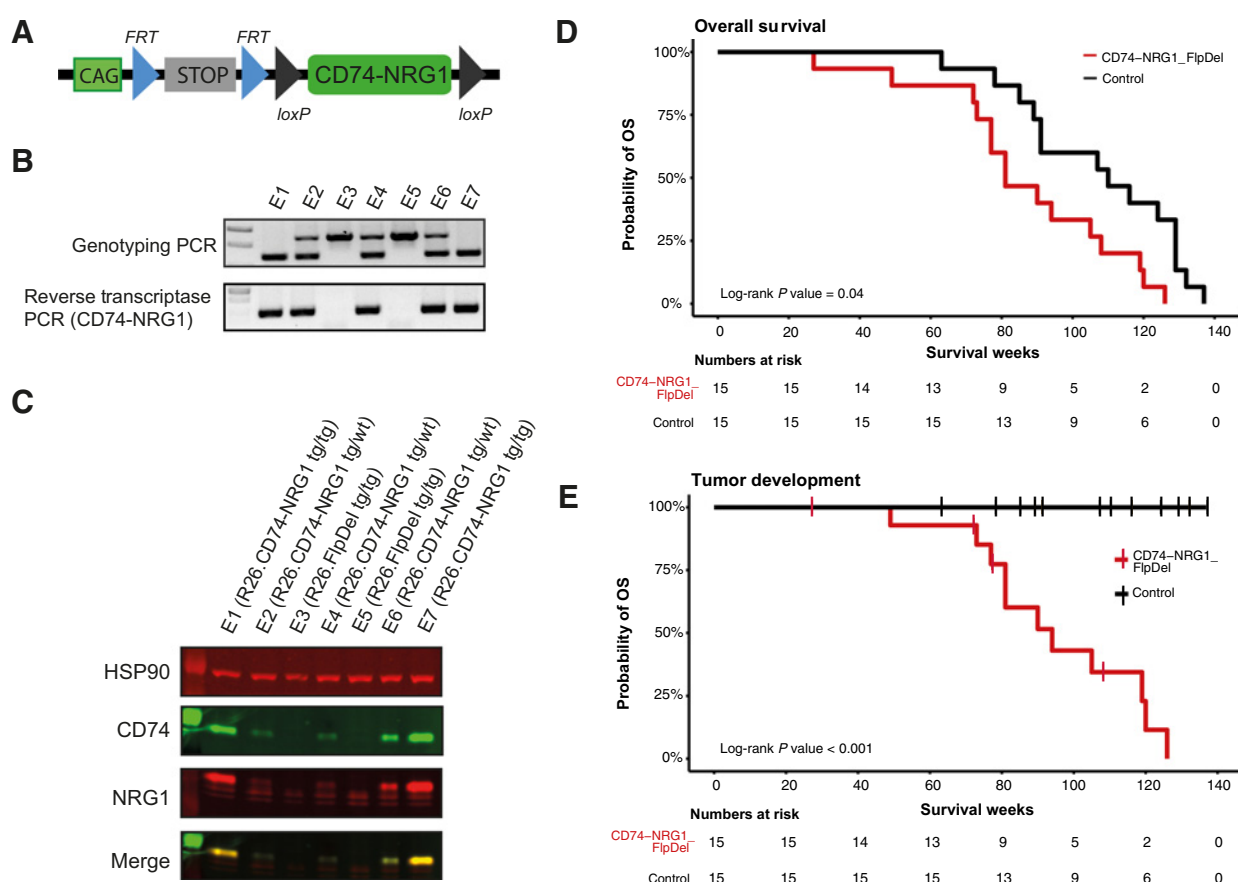 A
FRT
FRT
CAG
STOP
CD74-NRG1
loxP
loxP
B
E1 E2 E3 E4 E5 E6 E7
Genotyping PCR
Reverse transcriptase
PCR (CD74-NRG1)
C
E1 (R26.CD74-NRG1 tg/tg)
E2 (R26.CD74-NRG1 tg/wt)
E3 (R26.FlpDel tg/tg)
E4 (R26.CD74-NRG1 tg/wt)
E5 (R26.FlpDel tg/tg)
E6 (R26.CD74-NRG1 tg/wt)
E7 (R26.CD74-NRG1 tg/tg)
HSP90
CD74
NRG1
Merge
D
Overall survival
100%
75%
50%
25%
0%
Probability of OS
CD74-NRG1_FlpDel
Control
Log-rank P value = 0.04
0 20 40 60 80 100 120 140
Numbers at risk
Survival weeks
CD74–NRG1_
FlpDel
15 15 14 13 9 5 2 0
Control 15 15 15 15 13 9 6 0
E
Tumor development
100%
75%
50%
25%
0%
Probability of OS
CD74-NRG1_
FlpDel
Control
Log-rank P value < 0.001
0 20 40 60 80 100 120 140
Numbers at risk
Survival weeks
CD74–NRG1_
FlpDel
15 15 14 13 9 5 2 0
Control 15 15 15 15 13 9 6 0